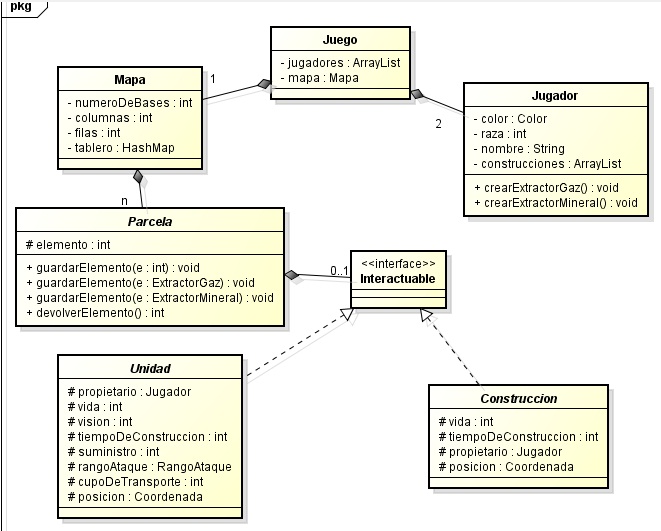 pkg
Juego
- jugadores : ArrayList
- mapa : Mapa
Mapa
- numeroDeBases : int
- columnas : int
- filas : int
- tablero : HashMap
1
2
Jugador
- color : Color
- raza : int
- nombre : String
- construcciones : ArrayList
+ crearExtractorGaz() : void
+ crearExtractorMineral() : void
n
Parcela
# elemento : int
+ guardarElemento(e : int) : void
+ guardarElemento(e : ExtractorGaz) : void
+ guardarElemento(e : ExtractorMineral) : void
+ devolverElemento() : int
0..1
<<interface>>
Interactuable
Unidad
# propietario : Jugador
# vida : int
# vision : int
# tiempoDeConstruccion : int
# suministro : int
# rangoAtaque : RangoAtaque
# cupoDeTransporte : int
# posicion : Coordenada
Construccion
# vida : int
# tiempoDeConstruccion : int
# propietario : Jugador
# posicion : Coordenada